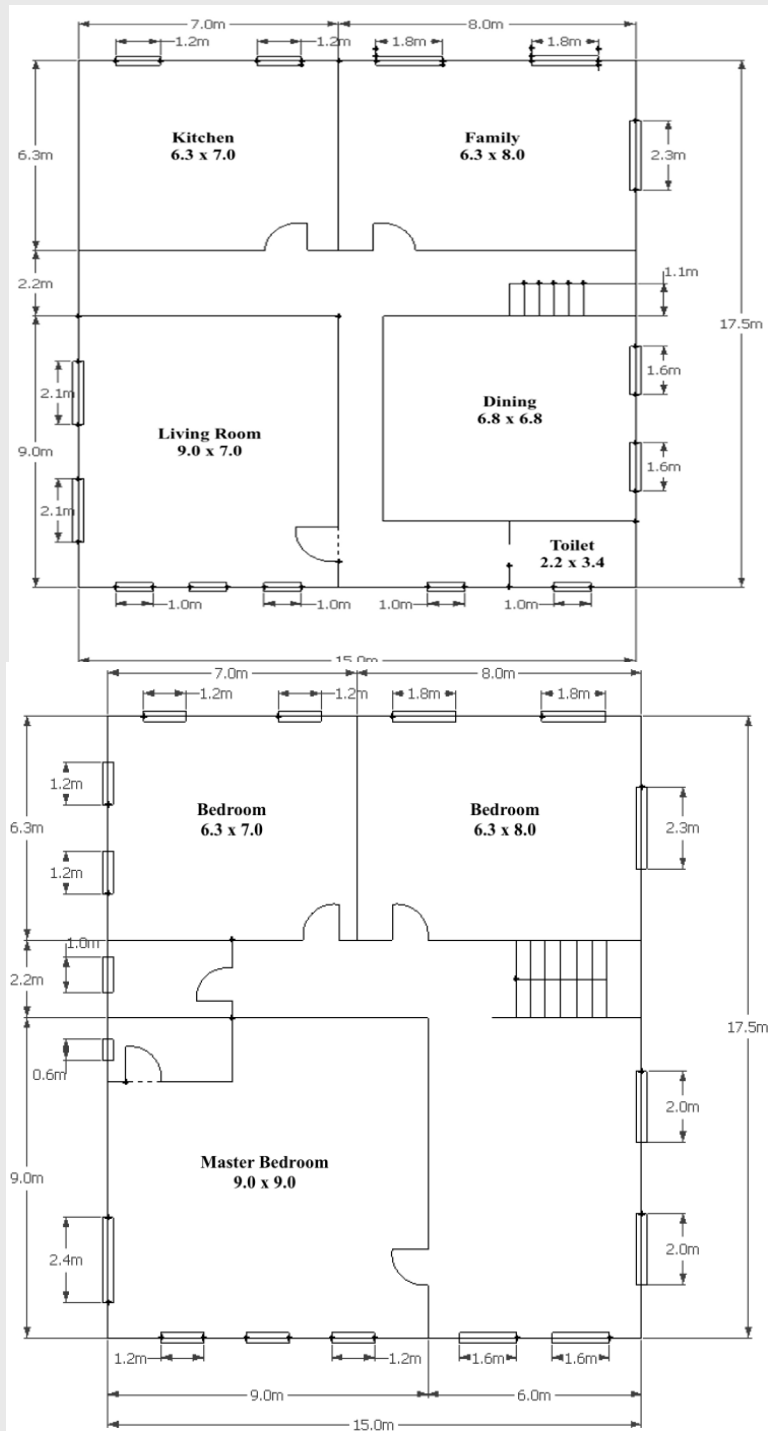 7.0m
8.0m
1.2m
1.2m
1.8m
1.8m
Kitchen
6.3 x 7.0
Family
6.3 x 8.0
6.3m
2.3m
2.2m
1.1m
17.5m
2.1m
1.6m
Dining
6.8 x 6.8
Living Room
9.0 x 7.0
9.0m
1.6m
2.1m
Toilet
2.2 x 3.4
1.0m
1.0m
1.0m
1.0m
15.0m
7.0m
8.0m
1.2m
1.2m
1.8m
1.8m
1.2m
Bedroom
6.3 x 7.0
Bedroom
6.3 x 8.0
6.3m
2.3m
1.2m
1.0m
2.2m
17.5m
0.6m
2.0m
Master Bedroom
9.0 x 9.0
9.0m
2.4m
2.0m
1.2m
1.2m
1.6m
1.6m
9.0m
6.0m
15.0m